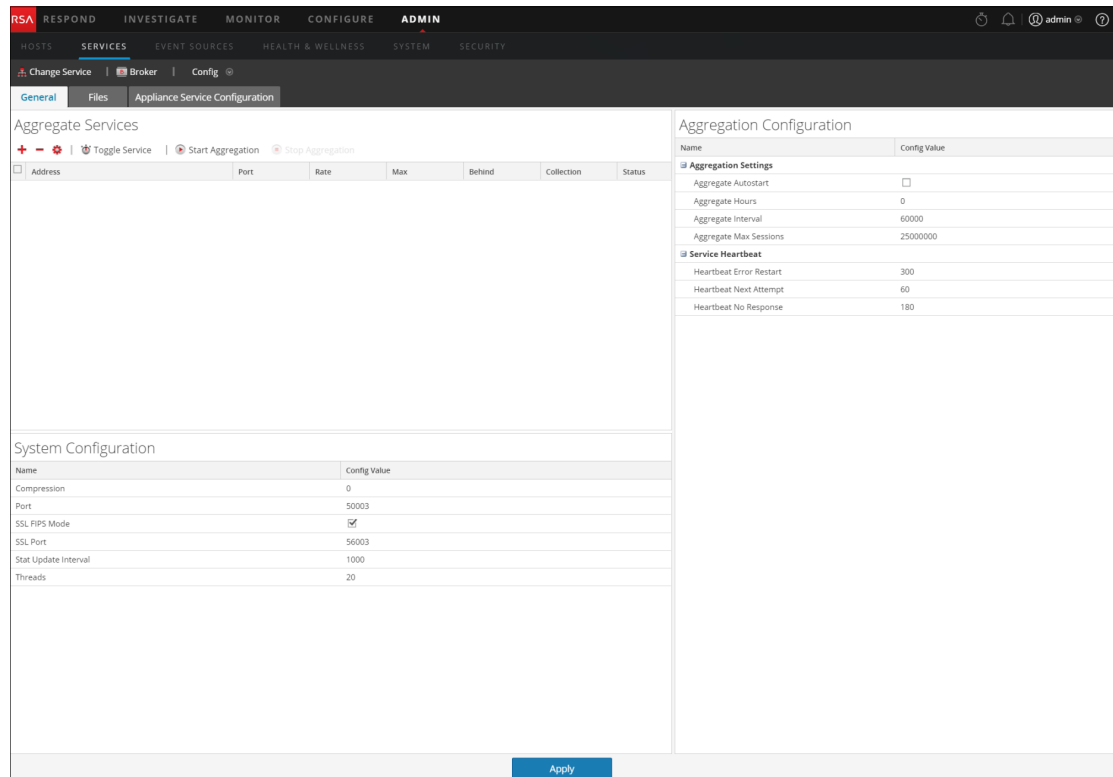 RSA RESPOND INVESTIGATE MONITOR CONFIGURE ADMIN admin ?
HOSTS SERVICES EVENT SOURCES HEALTH & WELLNESS SYSTEM SECURITY
Change Service | Broker | Config
General Files Appliance Service Configuration
Aggregate Services
Toggle Service | Start Aggregation Stop Aggregation
Address Port Rate Max Behind Collection Status
System Configuration
Name Config Value
Compression 0
Port 50003
SSL FIPS Mode
SSL Port 56003
Stat Update Interval 1000
Threads 20
Aggregation Configuration
Name Config Value
Aggregation Settings
Aggregate Autostart
Aggregate Hours 0
Aggregate Interval 60000
Aggregate Max Sessions 25000000
Service Heartbeat
Heartbeat Error Restart 300
Heartbeat Next Attempt 60
Heartbeat No Response 180
Apply